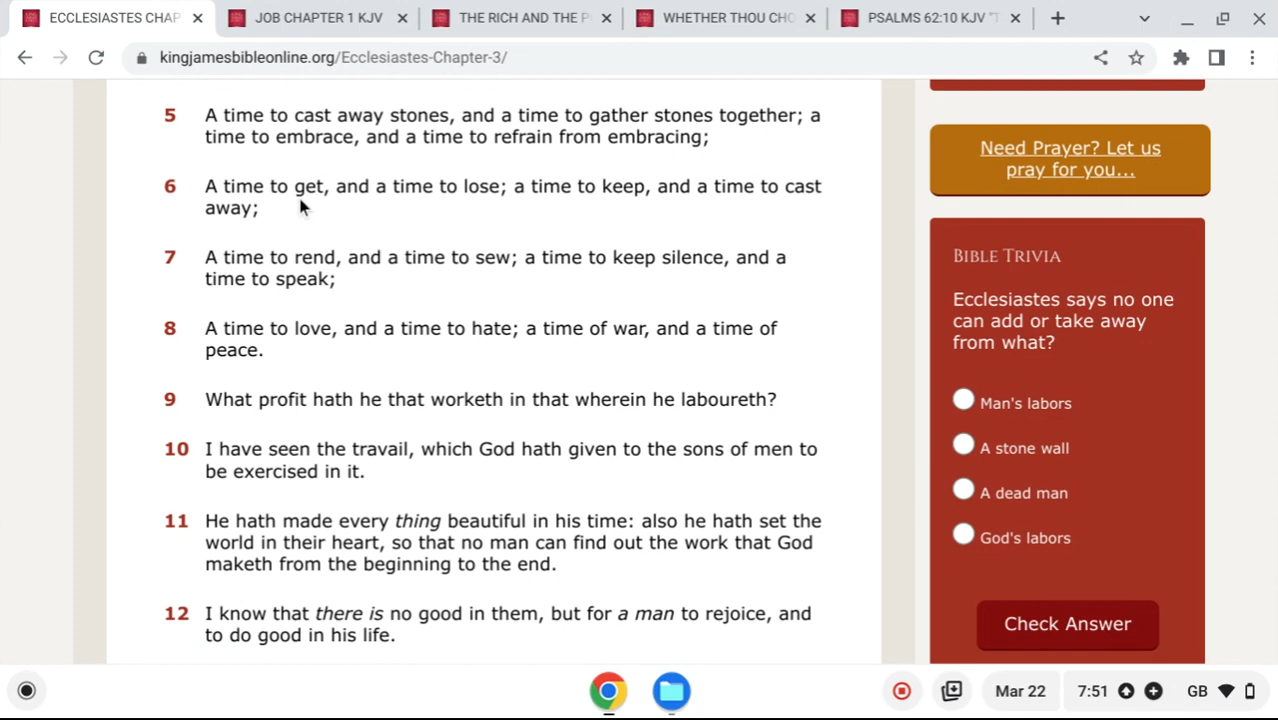 ECCLESIASTES CHAP
JOB CHAPTER 1 KJV
THE RICH AND THE P
WHETHER THOU CHO
PSALMS 62:10 KJV "T
kingjamesbibleonline.org/Ecclesiastes-Chapter-3/
5 A time to cast away stones, and a time to gather stones together; a
time to embrace, and a time to refrain from embracing;
6 A time to get, and a time to lose; a time to keep, and a time to cast
away;
7 A time to rend, and a time to sew; a time to keep silence, and a
time to speak;
8 A time to love, and a time to hate; a time of war, and a time of
peace.
9 What profit hath he that worketh in that wherein he laboureth?
10 I have seen the travail, which God hath given to the sons of men to
be exercised in it.
11 He hath made every thing beautiful in his time: also he hath set the
world in their heart, so that no man can find out the work that God
maketh from the beginning to the end.
12 I know that there is no good in them, but for a man to rejoice, and
to do good in his life.
Need Prayer? Let us
pray for you...
BIBLE TRIVIA
Ecclesiastes says no one
can add or take away
from what?
Man's labors
A stone wall
A dead man
God's labors
Check Answer
Mar 22
7:51
GB